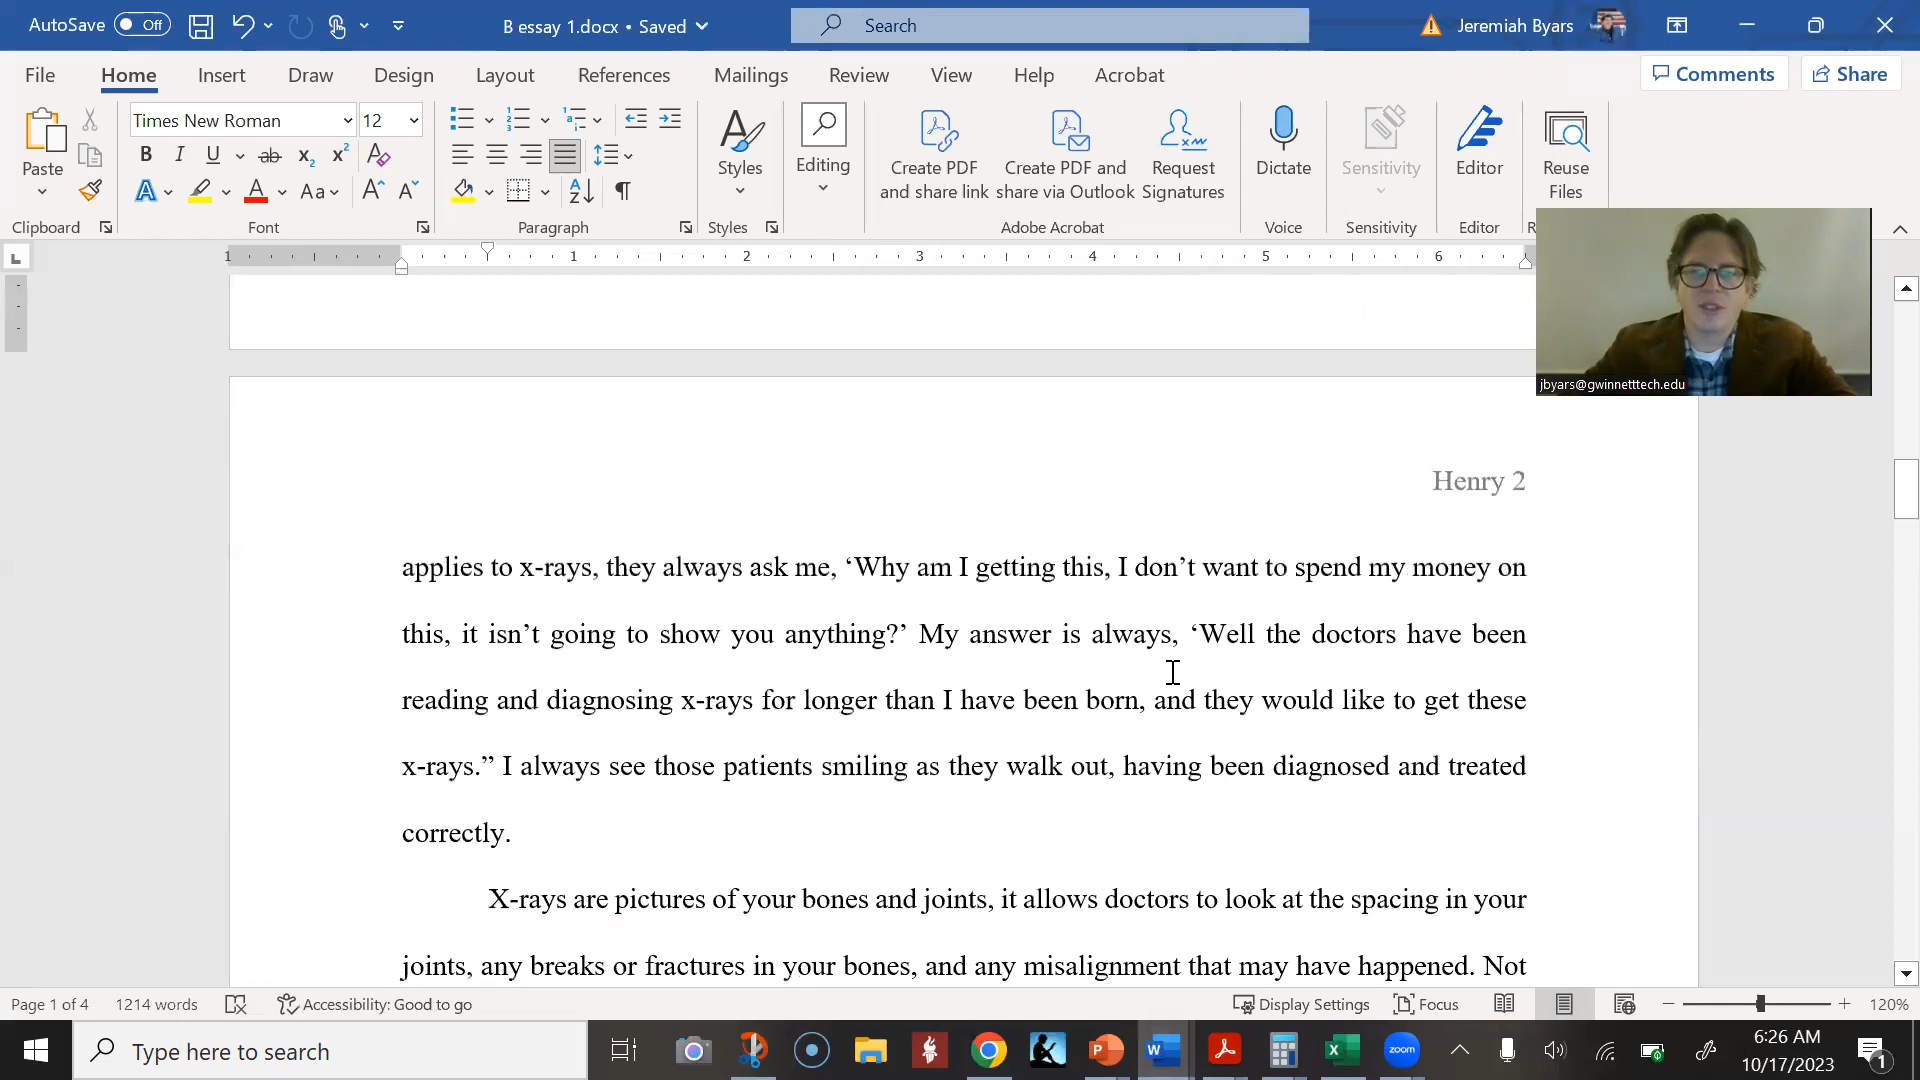 AutoSave Off
B essay 1.docx • Saved
Search
Jeremiah Byars
File Home Insert Draw Design Layout References Mailings Review View Help Acrobat
Comments Share
Times New Roman 12
Paste
Styles
Editing
Create PDF and share link
Create PDF and share via Outlook
Request Signatures
Dictate
Sensitivity
Editor
Reuse Files
Clipboard Font Paragraph Styles Adobe Acrobat Voice Sensitivity Editor R
1 1 2 3 4 5 6
jbyars@gwinnetttech.edu
Henry 2
applies to x-rays, they always ask me, ‘Why am I getting this, I don’t want to spend my money on
this, it isn’t going to show you anything?’ My answer is always, ‘Well the doctors have been
reading and diagnosing x-rays for longer than I have been born, and they would like to get these
x-rays.” I always see those patients smiling as they walk out, having been diagnosed and treated
correctly.
X-rays are pictures of your bones and joints, it allows doctors to look at the spacing in your
joints, any breaks or fractures in your bones, and any misalignment that may have happened. Not
Page 1 of 4 1214 words Accessibility: Good to go Display Settings Focus 120%
Type here to search
zoom
6:26 AM
10/17/2023
1